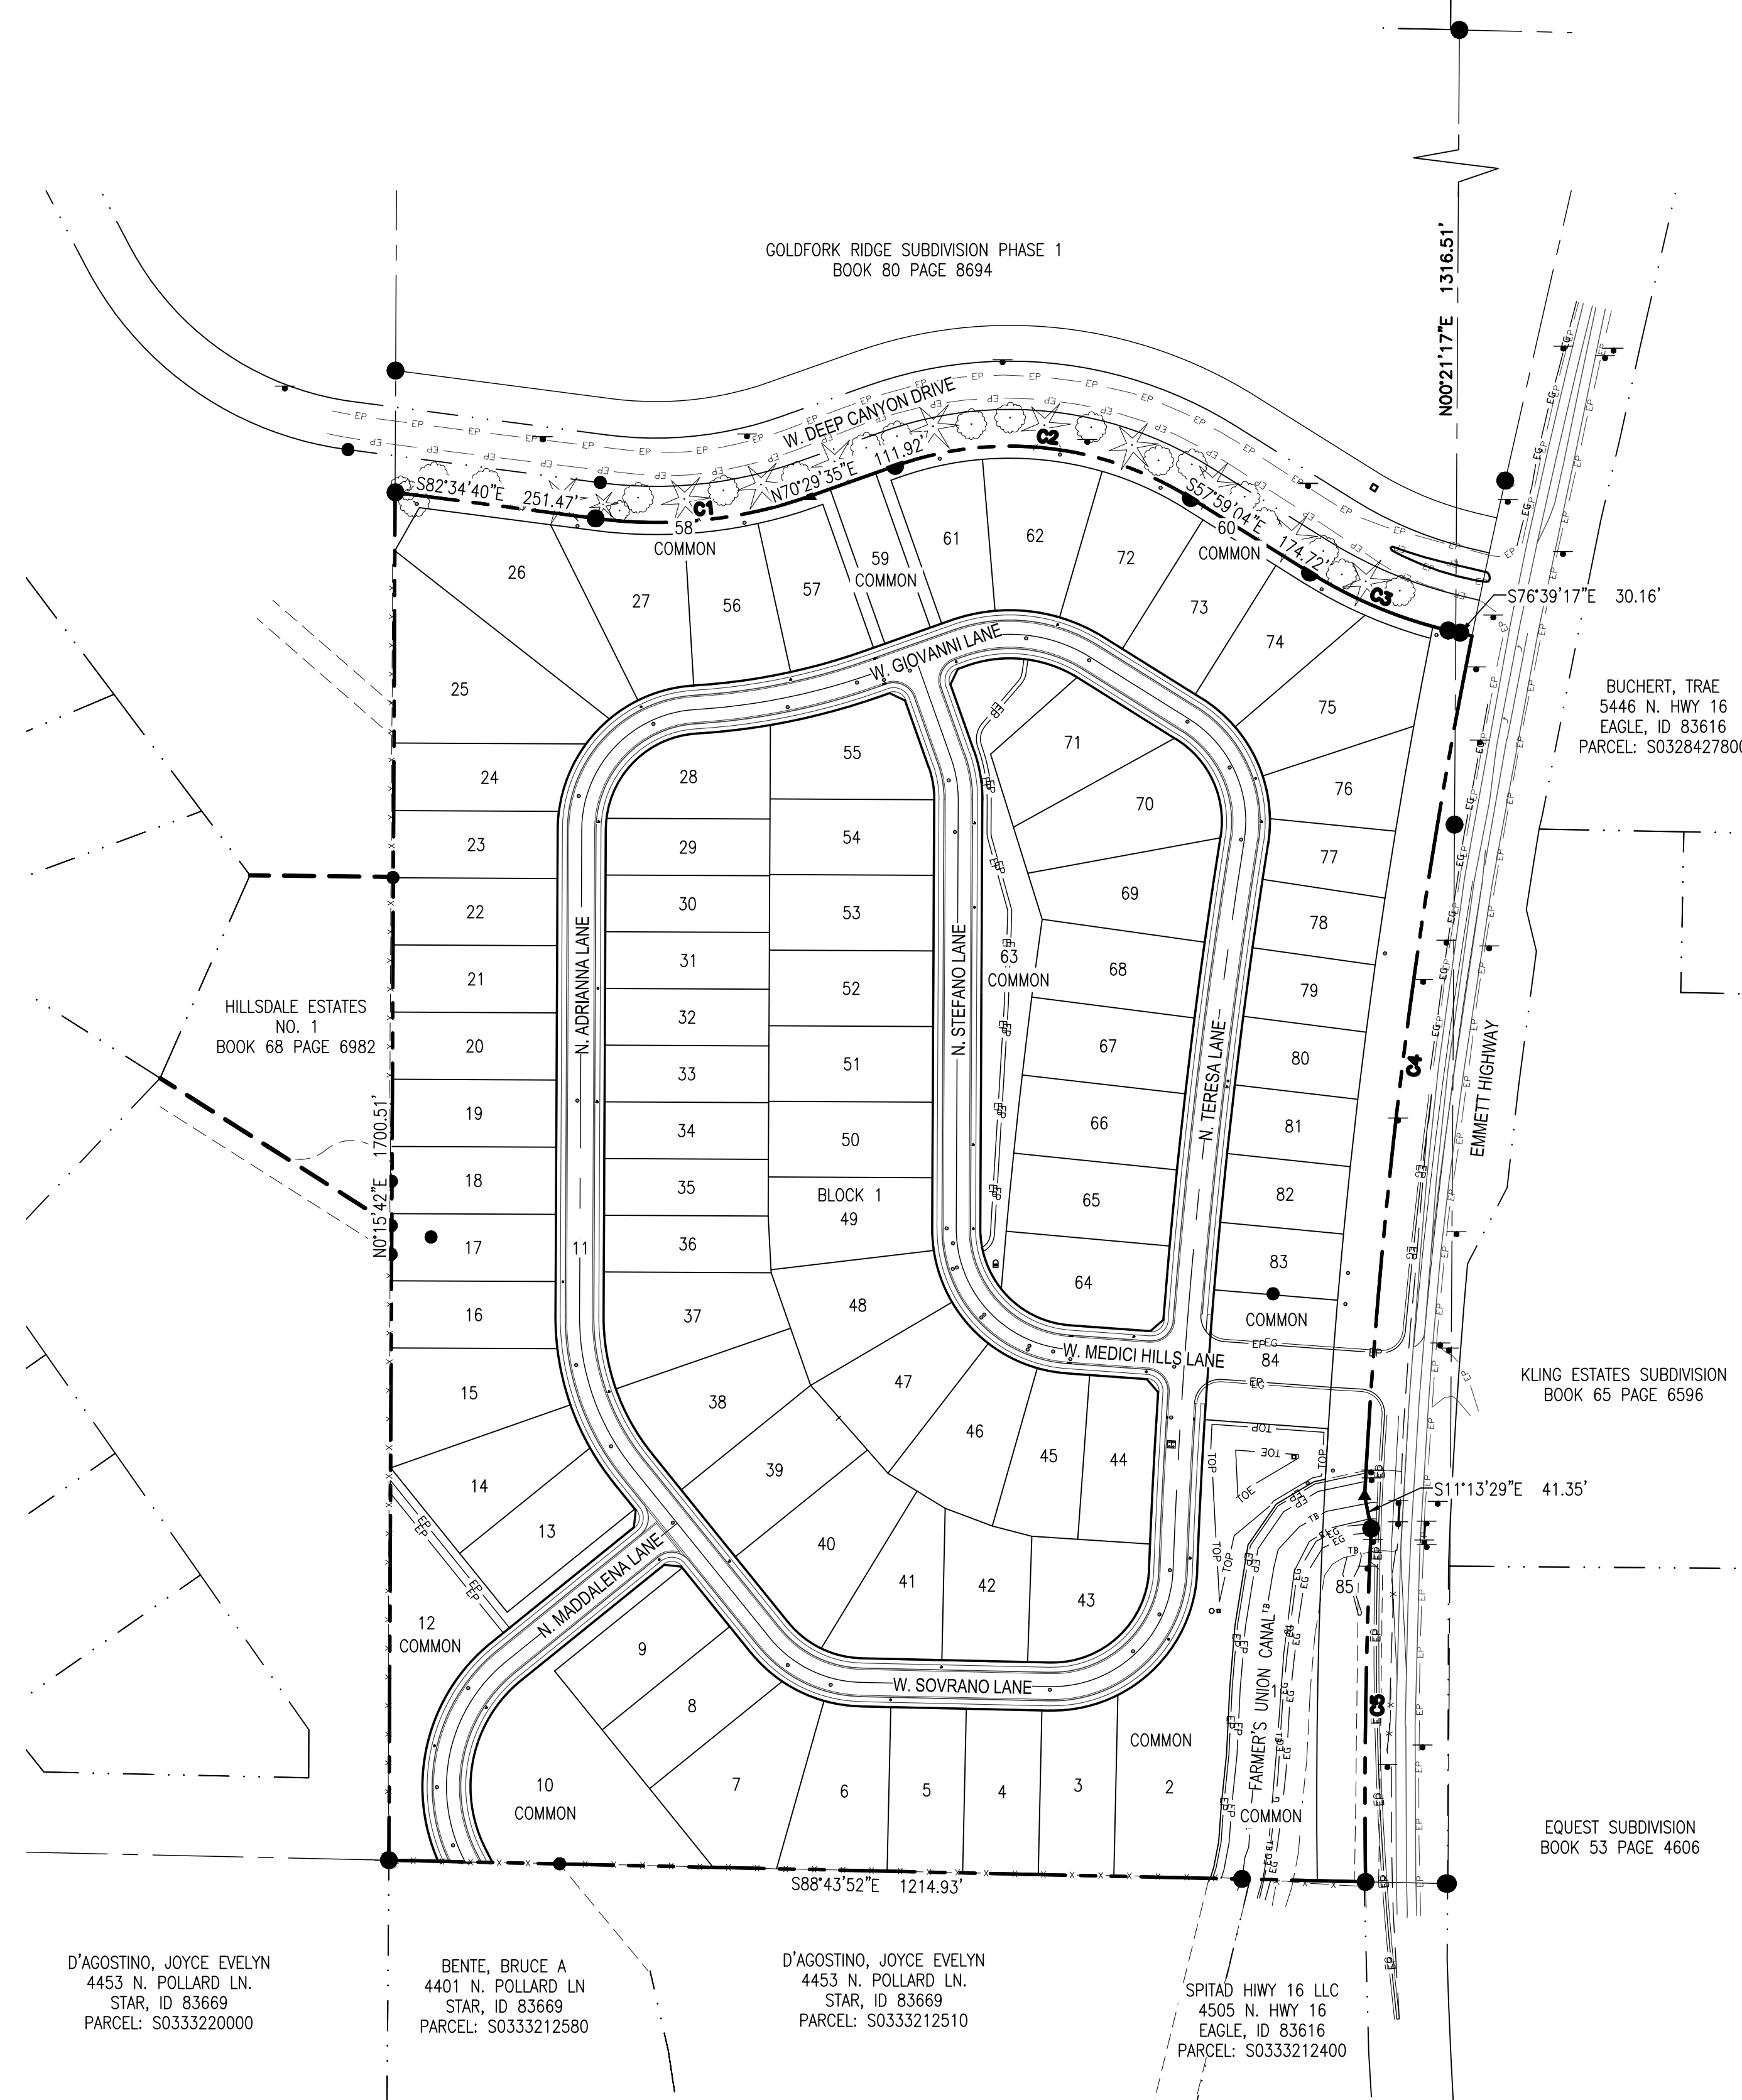 N00°21'17"E 1316.51'
GOLDFORK RIDGE SUBDIVISION PHASE 1
BOOK 80 PAGE 8694
W. DEEP CANYON DRIVE
C2
S82°34'40"E 251.47'
C1
N70°29'35"E 111.92'
S57°59'04"E 174.72'
C3
S76°39'17"E 30.16'
58
COMMON
59
COMMON
60
COMMON
61
62
72
26
27
56
57
73
74
75
25
W. GIOVANNI LANE
BUCHERT, TRAE
5446 N. HWY 16
EAGLE, ID 83616
PARCEL: S0328427800
24
28
55
71
76
70
23
29
54
77
69
22
30
53
78
21
31
52
68
79
63
COMMON
N. ADRIANNA LANE
N. STEFANO LANE
N. TERESA LANE
HILLSDALE ESTATES
NO. 1
BOOK 68 PAGE 6982
20
32
51
67
80
C4
EMMETT HIGHWAY
19
33
50
66
81
N0°15'42"E 1700.51'
18
34
65
82
35
BLOCK 1
49
17
11
36
64
83
16
37
48
COMMON
W. MEDICI HILLS LANE
84
15
38
47
KLING ESTATES SUBDIVISION
BOOK 65 PAGE 6596
46
45
44
14
39
TOP
TOE
TOP
TOE
TOP
TOP
TOP
S11°13'29"E 41.35'
13
40
TB
TB
85
41
42
43
N. MADDALENA LANE
12
COMMON
9
8
W. SOVRANO LANE
FARMER'S UNION CANAL
1
C5
COMMON
10
COMMON
7
6
5
4
3
2
COMMON
EQUEST SUBDIVISION
BOOK 53 PAGE 4606
S88°43'52"E 1214.93'
D'AGOSTINO, JOYCE EVELYN
4453 N. POLLARD LN.
STAR, ID 83669
PARCEL: S0333220000
BENTE, BRUCE A
4401 N. POLLARD LN
STAR, ID 83669
PARCEL: S0333212580
D'AGOSTINO, JOYCE EVELYN
4453 N. POLLARD LN.
STAR, ID 83669
PARCEL: S0333212510
SPITAD HIWY 16 LLC
4505 N. HWY 16
EAGLE, ID 83616
PARCEL: S0333212400